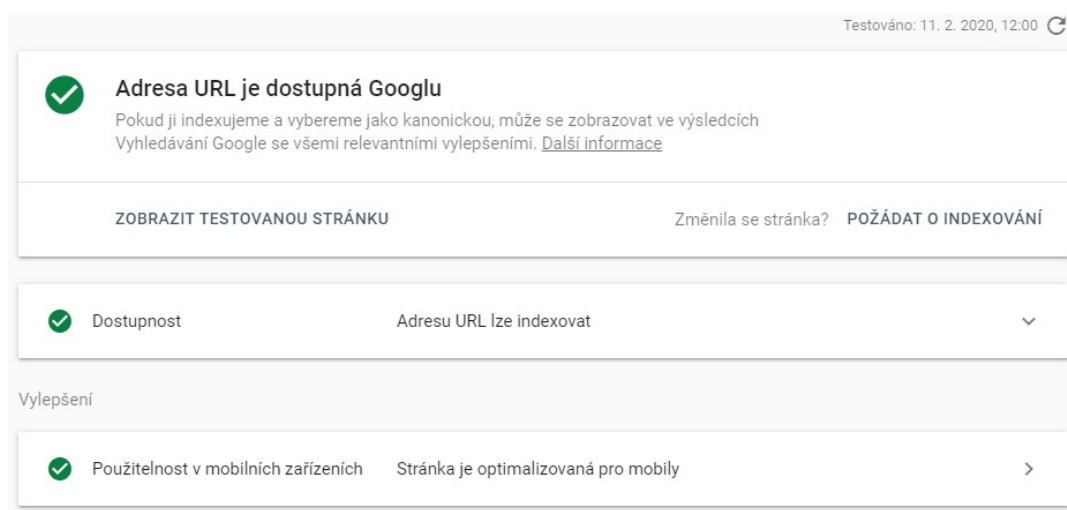 Testováno: 11. 2. 2020, 12:00
Adresa URL je dostupná Googlu
Pokud ji indexujeme a vybereme jako kanonickou, může se zobrazovat ve výsledcích
Vyhledávání Google se všemi relevantními vylepšeními. Další informace
ZOBRAZIT TESTOVANOU STRÁNKU Změnila se stránka? POŽÁDAT O INDEXOVÁNÍ
Dostupnost Adresu URL lze indexovat
Vylepšení
Použitelnost v mobilních zařízeních Stránka je optimalizovaná pro mobily